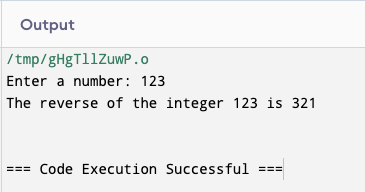 Output
/tmp/gHgTllZuwP.o
Enter a number: 123
The reverse of the integer 123 is 321
=== Code Execution Successful ===